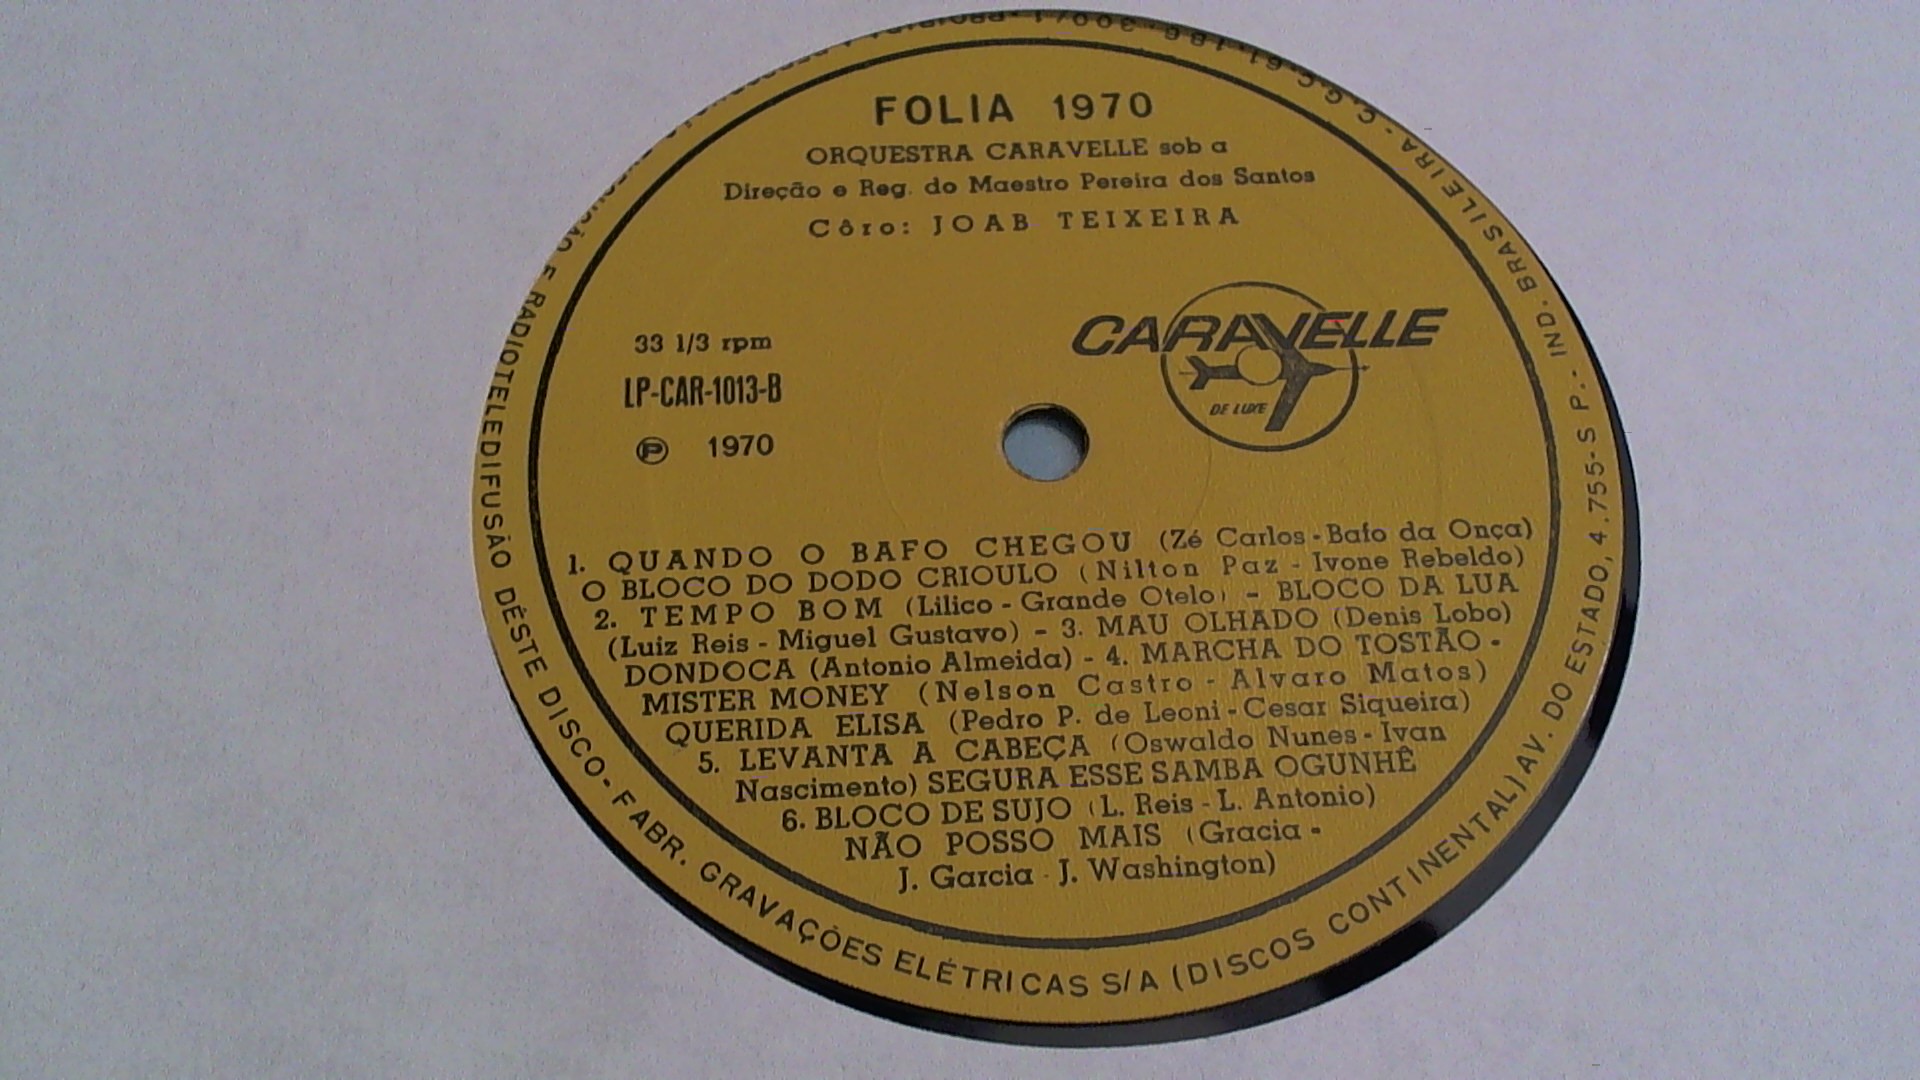 FOLIA 1970
ORQUESTRA CARAVELLE sob a
Direção e Reg. do Maestro Pereira dos Santos
Côro: JOAB TEIXEIRA
33 1/3 rpm
LP-CAR-1013-B
Ⓟ 1970
CARAVELLE
DE LUXE
1. QUANDO O BAFO CHEGOU (Zé Carlos - Bafo da Onça)
O BLOCO DO DODO CRIOULO (Nilton Paz - Ivone Rebeldo)
2. TEMPO BOM (Lilico - Grande Otelo) - BLOCO DA LUA
(Luiz Reis - Miguel Gustavo) - 3. MAU OLHADO (Denis Lobo)
DONDOCA (Antonio Almeida) - 4. MARCHA DO TOSTÃO -
MISTER MONEY (Nelson Castro - Alvaro Matos)
QUERIDA ELISA (Pedro P. de Leoni - Cesar Siqueira)
5. LEVANTA A CABEÇA (Oswaldo Nunes - Ivan
Nascimento) SEGURA ESSE SAMBA OGUNHÊ
6. BLOCO DE SUJO (L. Reis - L. Antonio)
NÃO POSSO MAIS (Gracia -
J. Garcia - J. Washington)
E RADIOTELEDIFUSÃO DÊSTE DISCO - FABR. GRAVAÇÕES ELÉTRICAS S/A (DISCOS CONTINENTAL) AV. DO ESTADO, 4.755 - S P. - IND. BRASILEIRA - C.G.C. 61.186.300/1